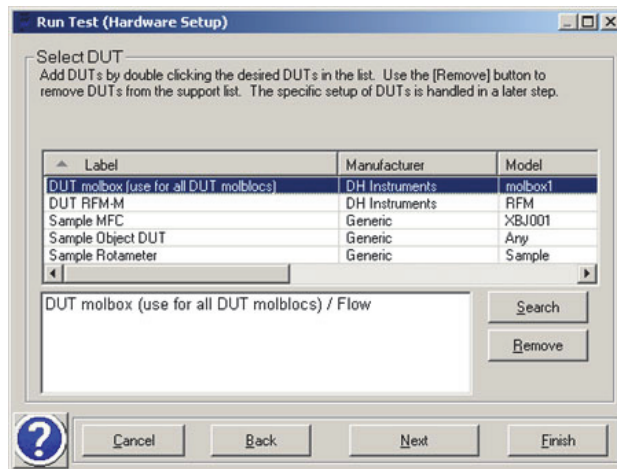 Run Test (Hardware Setup)
Select DUT
Add DUTs by double clicking the desired DUTs in the list. Use the [Remove] button to
remove DUTs from the support list. The specific setup of DUTs is handled in a later step.
Label Manufacturer Model
DUT molbox (use for all DUT molblocs) DH Instruments molbox1
DUT RFM-M DH Instruments RFM
Sample MFC Generic XBJ001
Sample Object DUT Generic Any
Sample Rotameter Generic Sample
DUT molbox (use for all DUT molblocs) / Flow
Search
Remove
? Cancel Back Next Finish